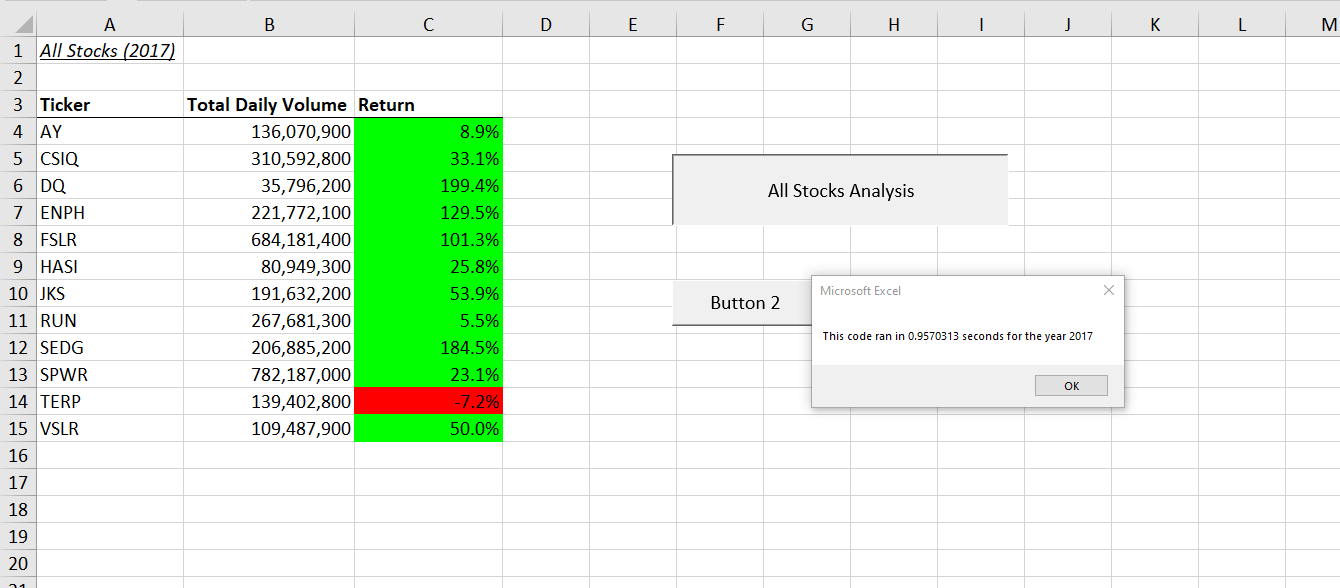 A B C D E F G H I J K L M
1 All Stocks (2017)
2
3 Ticker Total Daily Volume Return
4 AY 136,070,900 8.9%
5 CSIQ 310,592,800 33.1%
6 DQ 35,796,200 199.4%
All Stocks Analysis
7 ENPH 221,772,100 129.5%
8 FSLR 684,181,400 101.3%
9 HASI 80,949,300 25.8%
10 JKS 191,632,200 53.9%
Button 2
Microsoft Excel
11 RUN 267,681,300 5.5%
This code ran in 0.9570313 seconds for the year 2017
12 SEDG 206,885,200 184.5%
13 SPWR 782,187,000 23.1%
OK
14 TERP 139,402,800 -7.2%
15 VSLR 109,487,900 50.0%
16
17
18
19
20
21